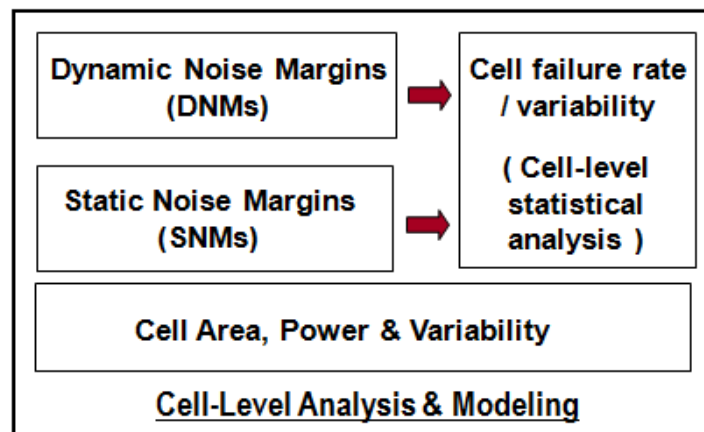 Dynamic Noise Margins
(DNMs)
Cell failure rate
/ variability
( Cell-level
statistical
analysis )
Static Noise Margins
(SNMs)
Cell Area, Power & Variability
Cell-Level Analysis & Modeling